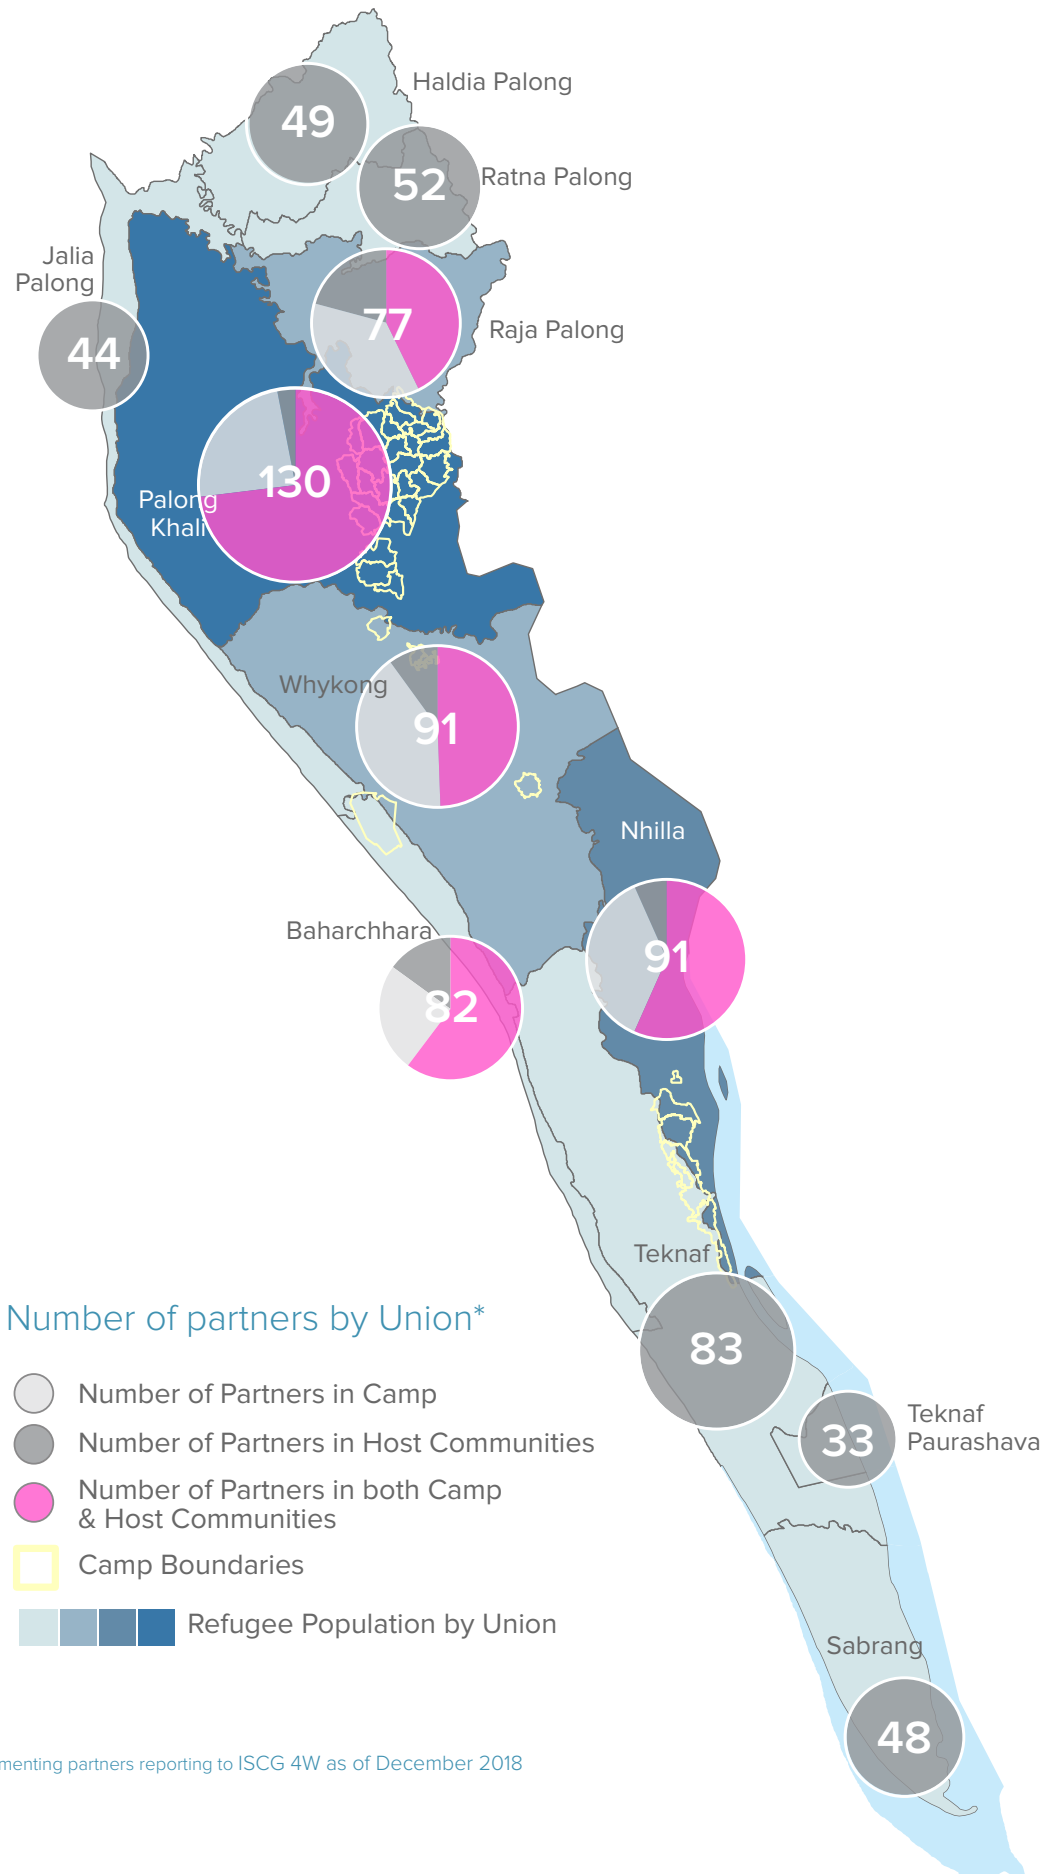 Haldia Palong
49
52
Ratna Palong
Jalia
Palong
44
77
Raja Palong
130
Palong
Khali
Whykong
91
Nhilla
Baharchhara
91
82
Teknaf
Number of partners by Union*
83
Number of Partners in Camp
Teknaf
Paurashava
33
Number of Partners in Host Communities
Number of Partners in both Camp
& Host Communities
Camp Boundaries
Refugee Population by Union
Sabrang
48
partners reporting to ISCG 4W as of December 2018